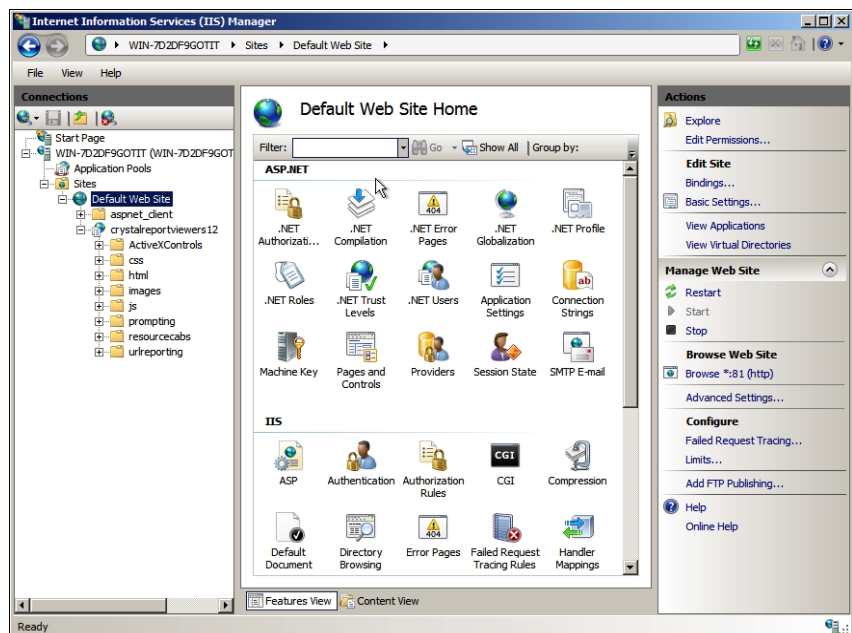 Internet Information Services (IIS) Manager
WIN-7D2DF9GOTIT Sites Default Web Site
File View Help
Connections
Start Page
WIN-7D2DF9GOTIT (WIN-7D2DF9GOT
Application Pools
Sites
Default Web Site
aspnet_client
crystalreportviewers12
ActiveXControls
css
html
images
js
prompting
resourcecabs
urlreporting
Default Web Site Home
Filter: Go Show All Group by:
ASP.NET
.NET Authorizati...
.NET Compilation
.NET Error Pages
.NET Globalization
.NET Profile
.NET Roles
.NET Trust Levels
.NET Users
Application Settings
Connection Strings
Machine Key
Pages and Controls
Providers
Session State
SMTP E-mail
IIS
ASP
Authentication
Authorization Rules
CGI
Compression
Default Document
Directory Browsing
Error Pages
Failed Request Tracing Rules
Handler Mappings
404
ab
CGI
404
Features View Content View
Actions
Explore
Edit Permissions...
Edit Site
Bindings...
Basic Settings...
View Applications
View Virtual Directories
Manage Web Site
Restart
Start
Stop
Browse Web Site
Browse *:81 (http)
Advanced Settings...
Configure
Failed Request Tracing...
Limits...
Add FTP Publishing...
Help
Online Help
Ready